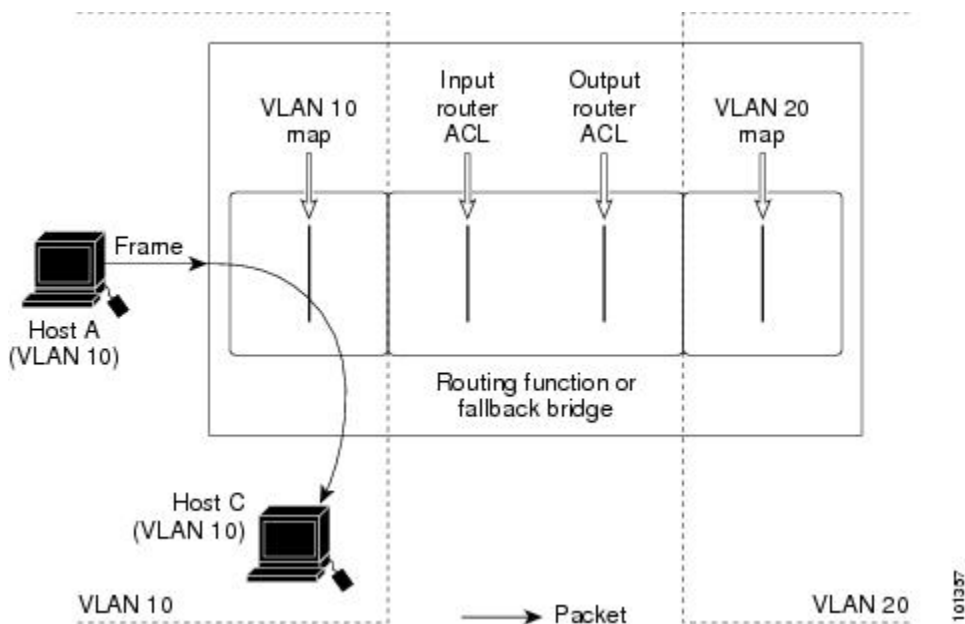 VLAN 10
map
Input
router
ACL
Output
router
ACL
VLAN 20
map
Frame
Host A
(VLAN 10)
Routing function or
fallback bridge
Host C
(VLAN 10)
VLAN 10
Packet
VLAN 20
101357